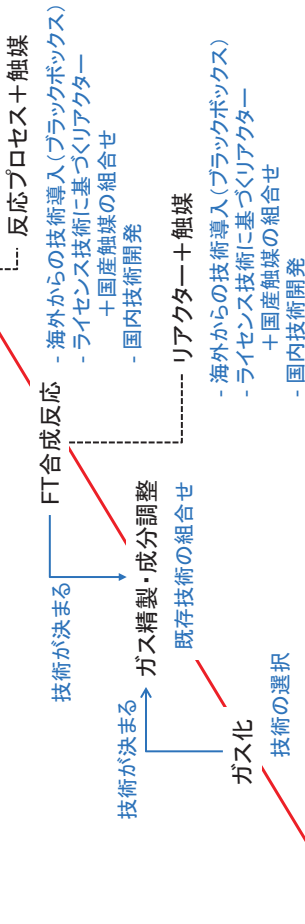 反応プロセス＋触媒
- 海外からの技術導入（ブラックボックス）
- ライセンス技術に基づくリアクター
＋国産触媒の組合せ
- 国内技術開発
FT合成反応
リアクター＋触媒
- 海外からの技術導入（ブラックボックス）
- ライセンス技術に基づくリアクター
＋国産触媒の組合せ
- 国内技術開発
技術が決まる
ガス精製・成分調整
既存技術の組合せ
技術が決まる
ガス化
技術の選択